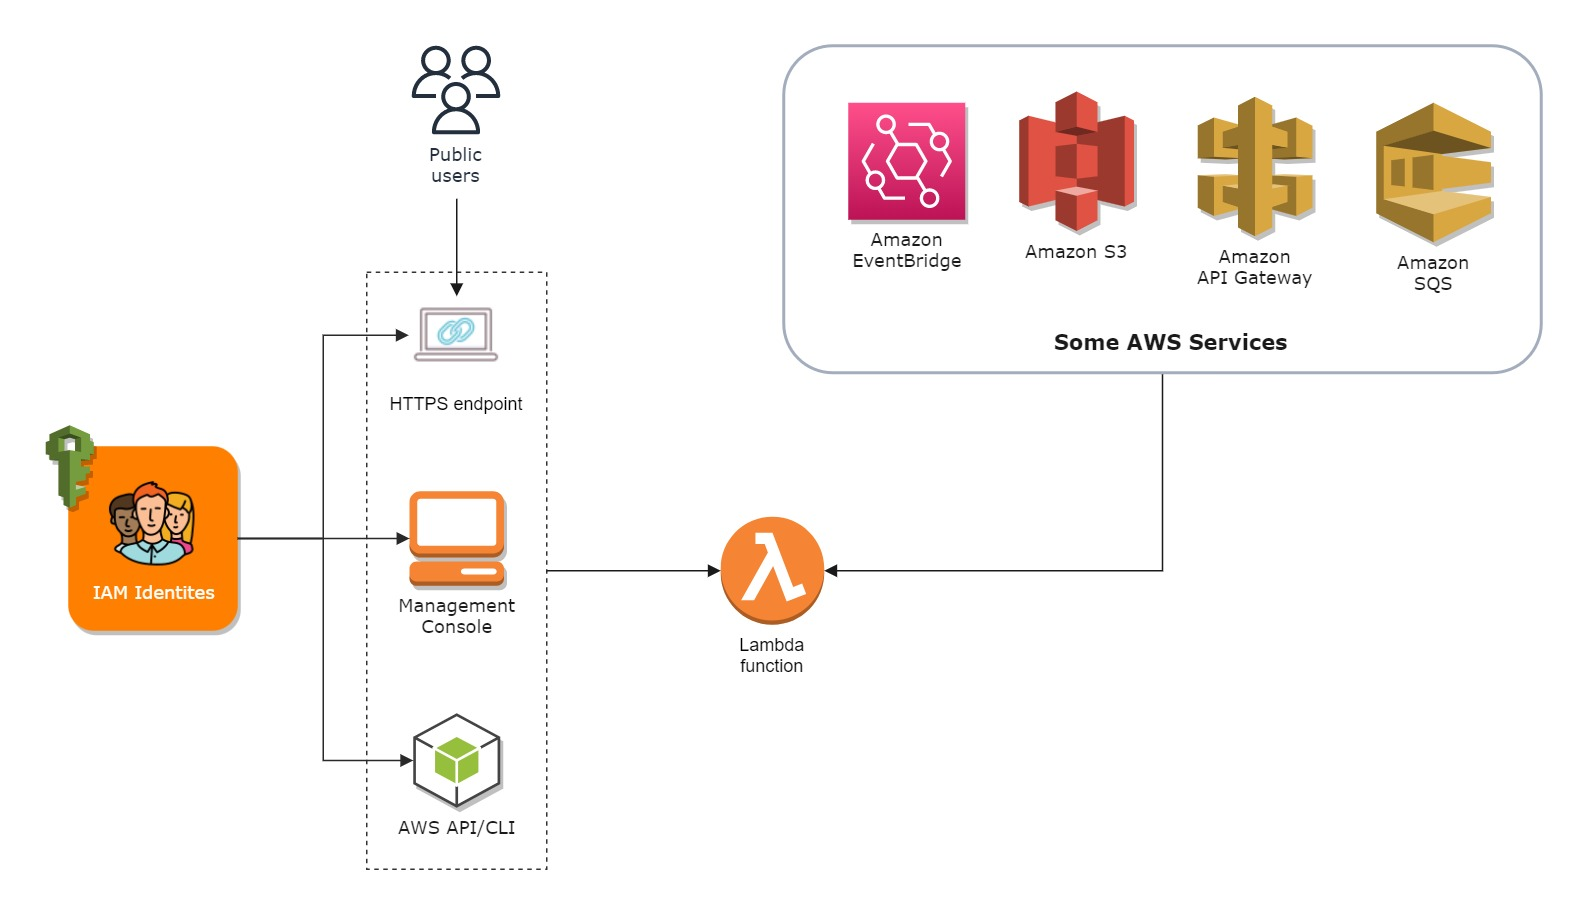 Public
users
Amazon
EventBridge
Amazon S3
Amazon
API Gateway
Amazon
SQS
Some AWS Services
HTTPS endpoint
IAM Identites
Management
Console
Lambda
function
AWS API/CLI